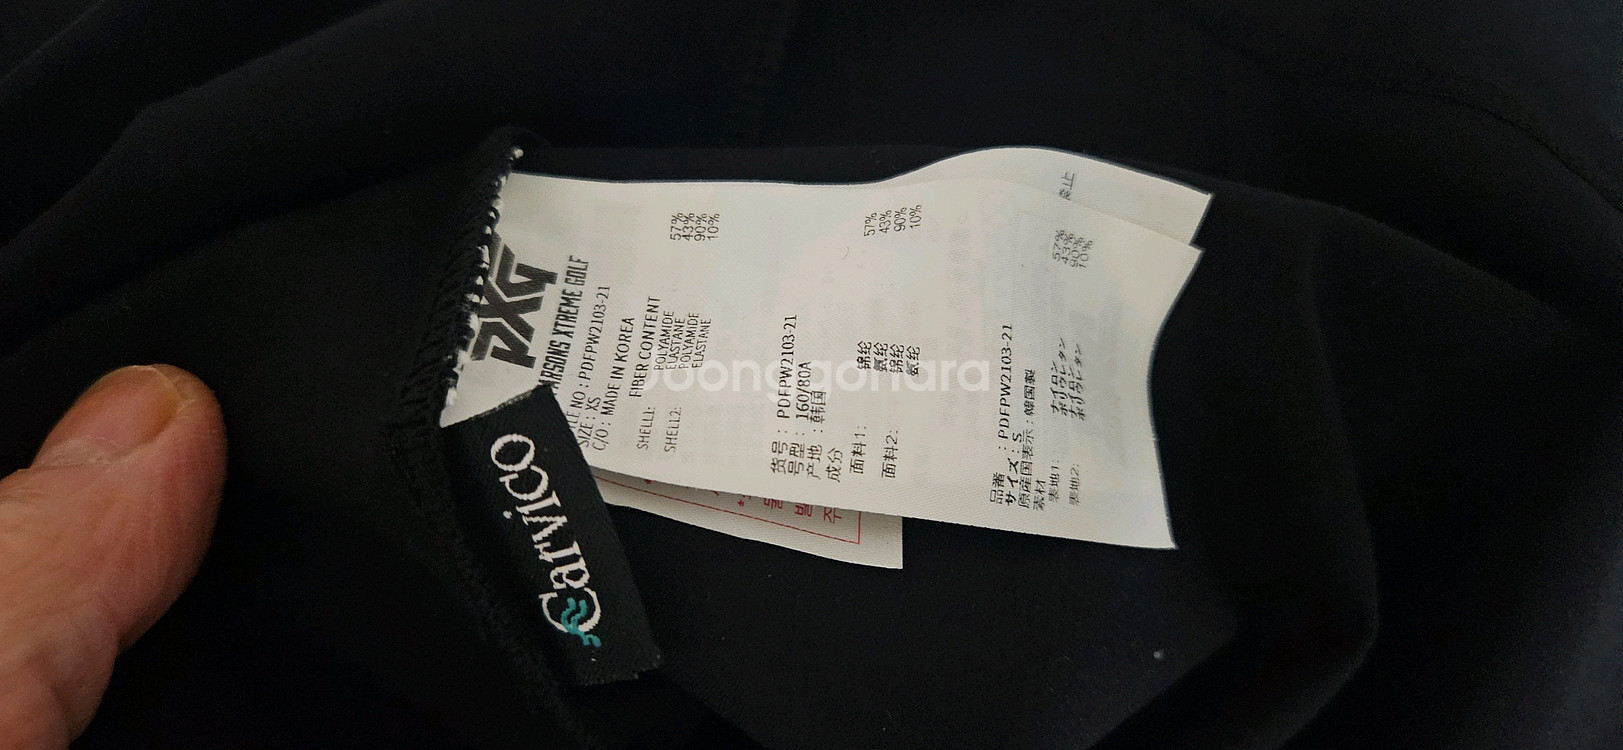 PXG
PARSONS XTREME GOLF
STYLE NO : PDFPW2103-21
SIZE : XS
C/O : MADE IN KOREA
FIBER CONTENT
SHELL1: POLYAMIDE 57%
ELASTANE 43%
SHELL2: POLYAMIDE 90%
ELASTANE 10%
货号 : PDFPW2103-21
号型 : 160/80A
产地 : 韩国
成分
面料1: 锦纶 57%
氨纶 43%
面料2: 锦纶 90%
氨纶 10%
品番 : PDFPW2103-21
サイズ : S
原産国表示 : 韓国製
素材
表地1: ナイロン 57%
ポリウレタン 43%
表地2: ナイロン 90%
ポリウレタン 10%
Carvico
Joonggonara